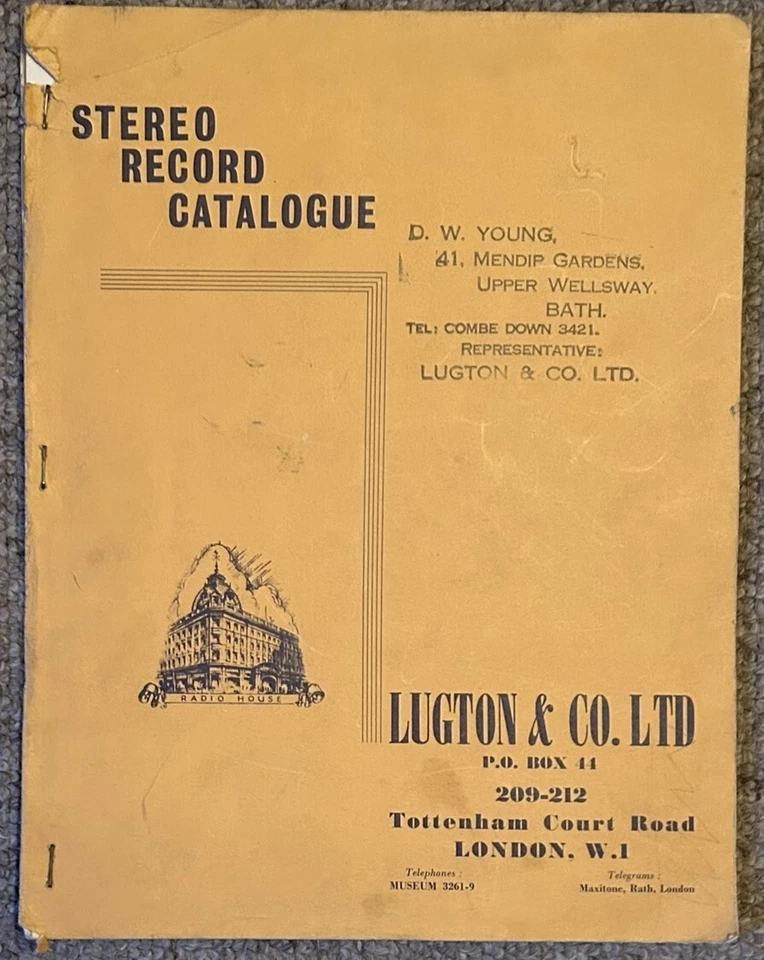 STEREO
RECORD
CATALOGUE
D. W. YOUNG,
41, MENDIP GARDENS,
UPPER WELLSWAY,
BATH.
TEL: COMBE DOWN 3421.
REPRESENTATIVE:
LUGTON & CO. LTD.
RADIO HOUSE
LUGTON & CO. LTD
P.O. BOX 44
209-212
Tottenham Court Road
LONDON, W.1
Telephones :
MUSEUM 3261-9
Telegrams :
Maxitone, Rath, London